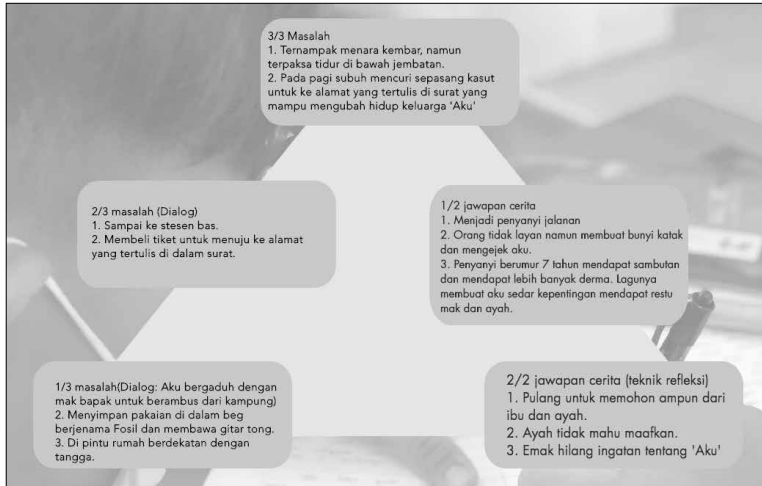 3/3 Masalah
1. Ternampak menara kembar, namun
terpaksa tidur di bawah jembatan.
2. Pada pagi subuh mencuri sepasang kasut
untuk ke alamat yang tertulis di surat yang
mampu mengubah hidup keluarga 'Aku'
2/3 masalah (Dialog)
1. Sampai ke stesen bas.
2. Membeli tiket untuk menuju ke alamat
yang tertulis di dalam surat.
1/2 jawapan cerita
1. Menjadi penyanyi jalanan
2. Orang tidak layan namun membuat bunyi katak
dan mengejek aku.
3. Penyanyi berumur 7 tahun mendapat sambutan
dan mendapat lebih banyak derma. Lagunya
membuat aku sedar kepentingan mendapat restu
mak dan ayah.
1/3 masalah(Dialog: Aku bergaduh dengan
mak bapak untuk berambus dari kampung)
2. Menyimpan pakaian di dalam beg
berjenama Fosil dan membawa gitar tong.
3. Di pintu rumah berdekatan dengan
tangga.
2/2 jawapan cerita (teknik refleksi)
1. Pulang untuk memohon ampun dari
ibu dan ayah.
2. Ayah tidak mahu maafkan.
3. Emak hilang ingatan tentang 'Aku'